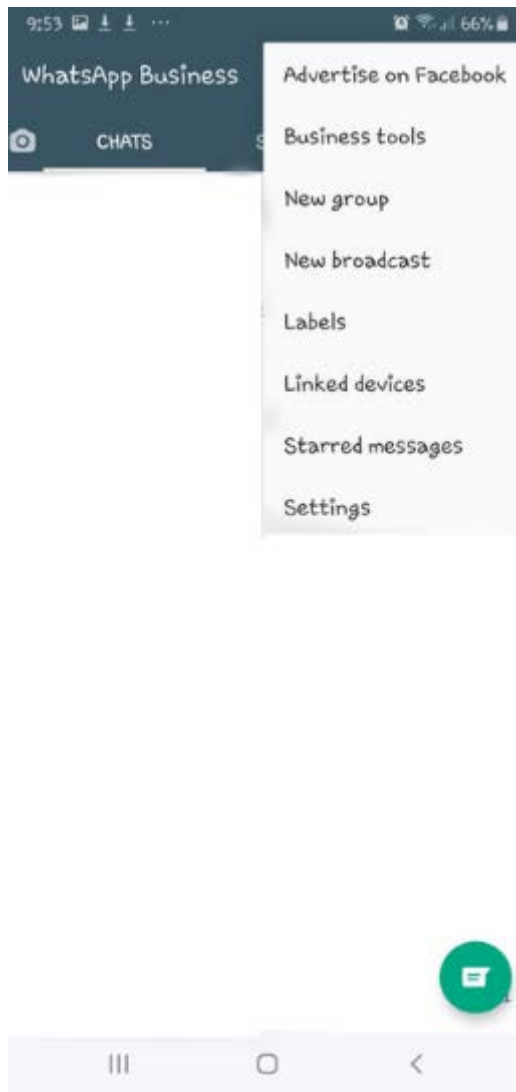 9:53
66%
WhatsApp Business
CHATS
Advertise on Facebook
Business tools
New group
New broadcast
Labels
Linked devices
Starred messages
Settings